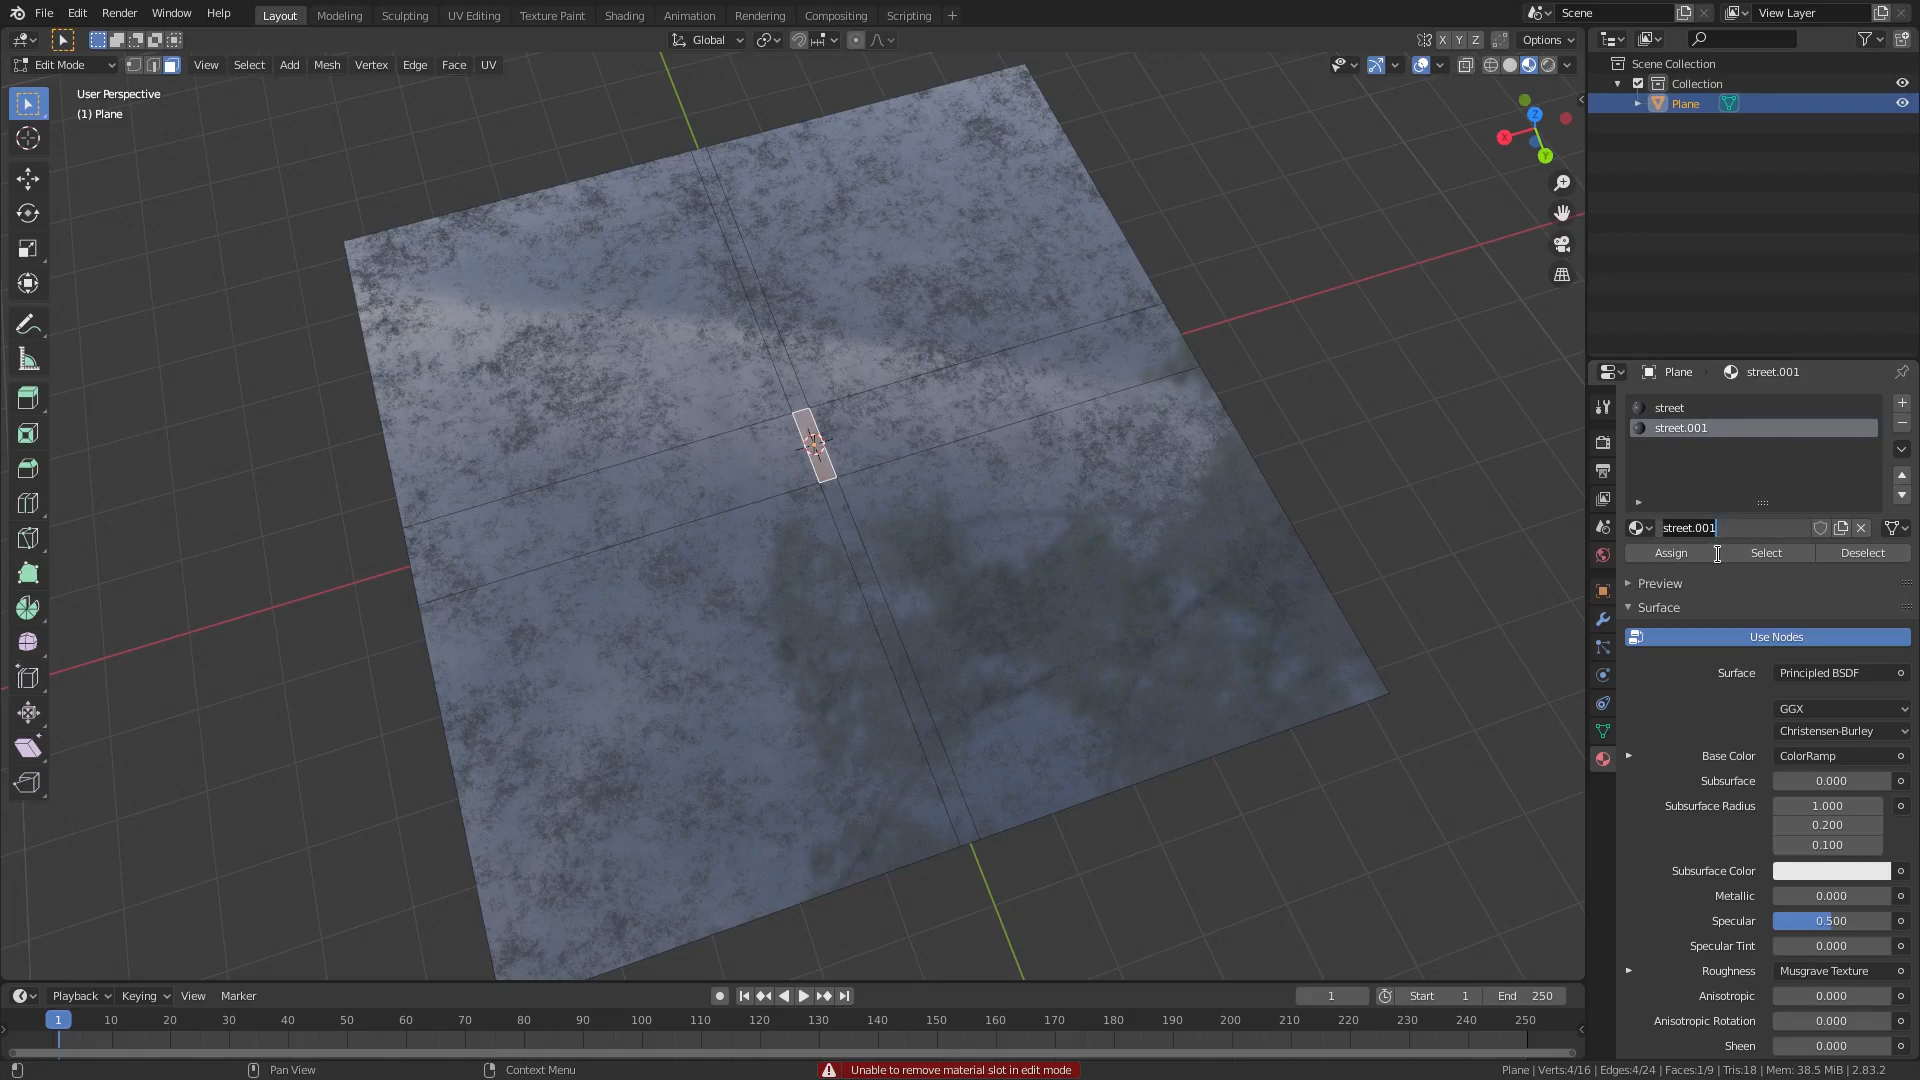 File Edit Render Window Help Layout Modeling Sculpting UV Editing Texture Paint Shading Animation Rendering Compositing Scripting + Scene View Layer
Global X Y Z Options
Edit Mode View Select Add Mesh Vertex Edge Face UV
User Perspective
(1) Plane
Z
X
Y
Scene Collection
Collection
Plane
Plane street.001
street
street.001
street.001
Assign Select Deselect
Preview
Surface
Use Nodes
Surface Principled BSDF
GGX
Christensen-Burley
Base Color ColorRamp
Subsurface 0.000
Subsurface Radius 1.000
0.200
0.100
Subsurface Color
Metallic 0.000
Specular 0.500
Specular Tint 0.000
Roughness Musgrave Texture
Anisotropic 0.000
Anisotropic Rotation 0.000
Sheen 0.000
Playback Keying View Marker 1 Start 1 End 250
1 10 20 30 40 50 60 70 80 90 100 110 120 130 140 150 160 170 180 190 200 210 220 230 240 250
Pan View Context Menu Unable to remove material slot in edit mode Plane | Verts:4/16 | Edges:4/24 | Faces:1/9 | Tris:18 | Mem: 38.5 MiB | 2.83.2